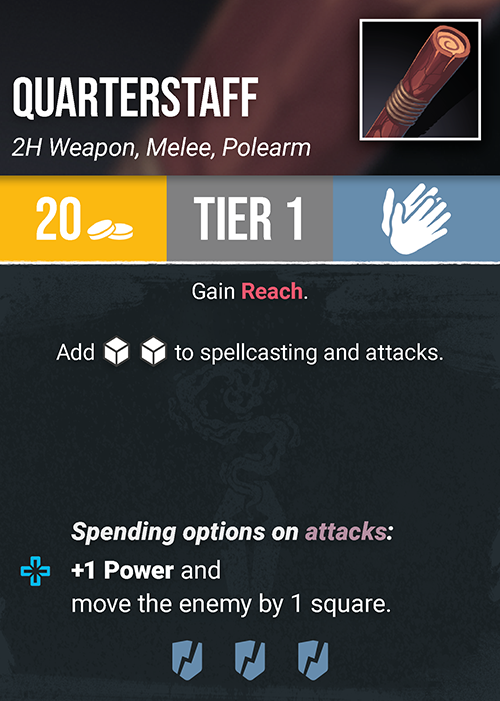 QUARTERSTAFF
2H Weapon, Melee, Polearm
20 TIER 1
Gain Reach.
Add to spellcasting and attacks.
Spending options on attacks:
+1 Power and
move the enemy by 1 square.